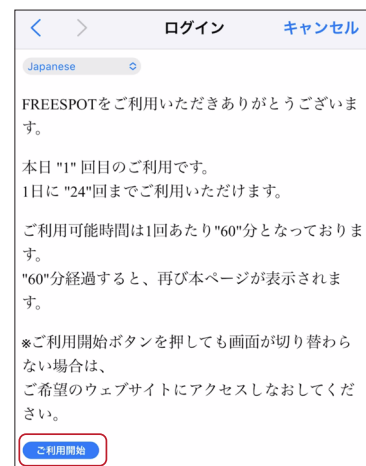 ログイン
キャンセル
Japanese
FREESPOTをご利用いただきありがとうございま
す。
本日 "1" 回目のご利用です。
1日に "24"回までご利用いただけます。
ご利用可能時間は1回あたり"60"分となっておりま
す。
"60"分経過すると、再び本ページが表示されま
す。
※ご利用開始ボタンを押しても画面が切り替わら
ない場合は、
ご希望のウェブサイトにアクセスしなおしてくだ
さい。
ご利用開始